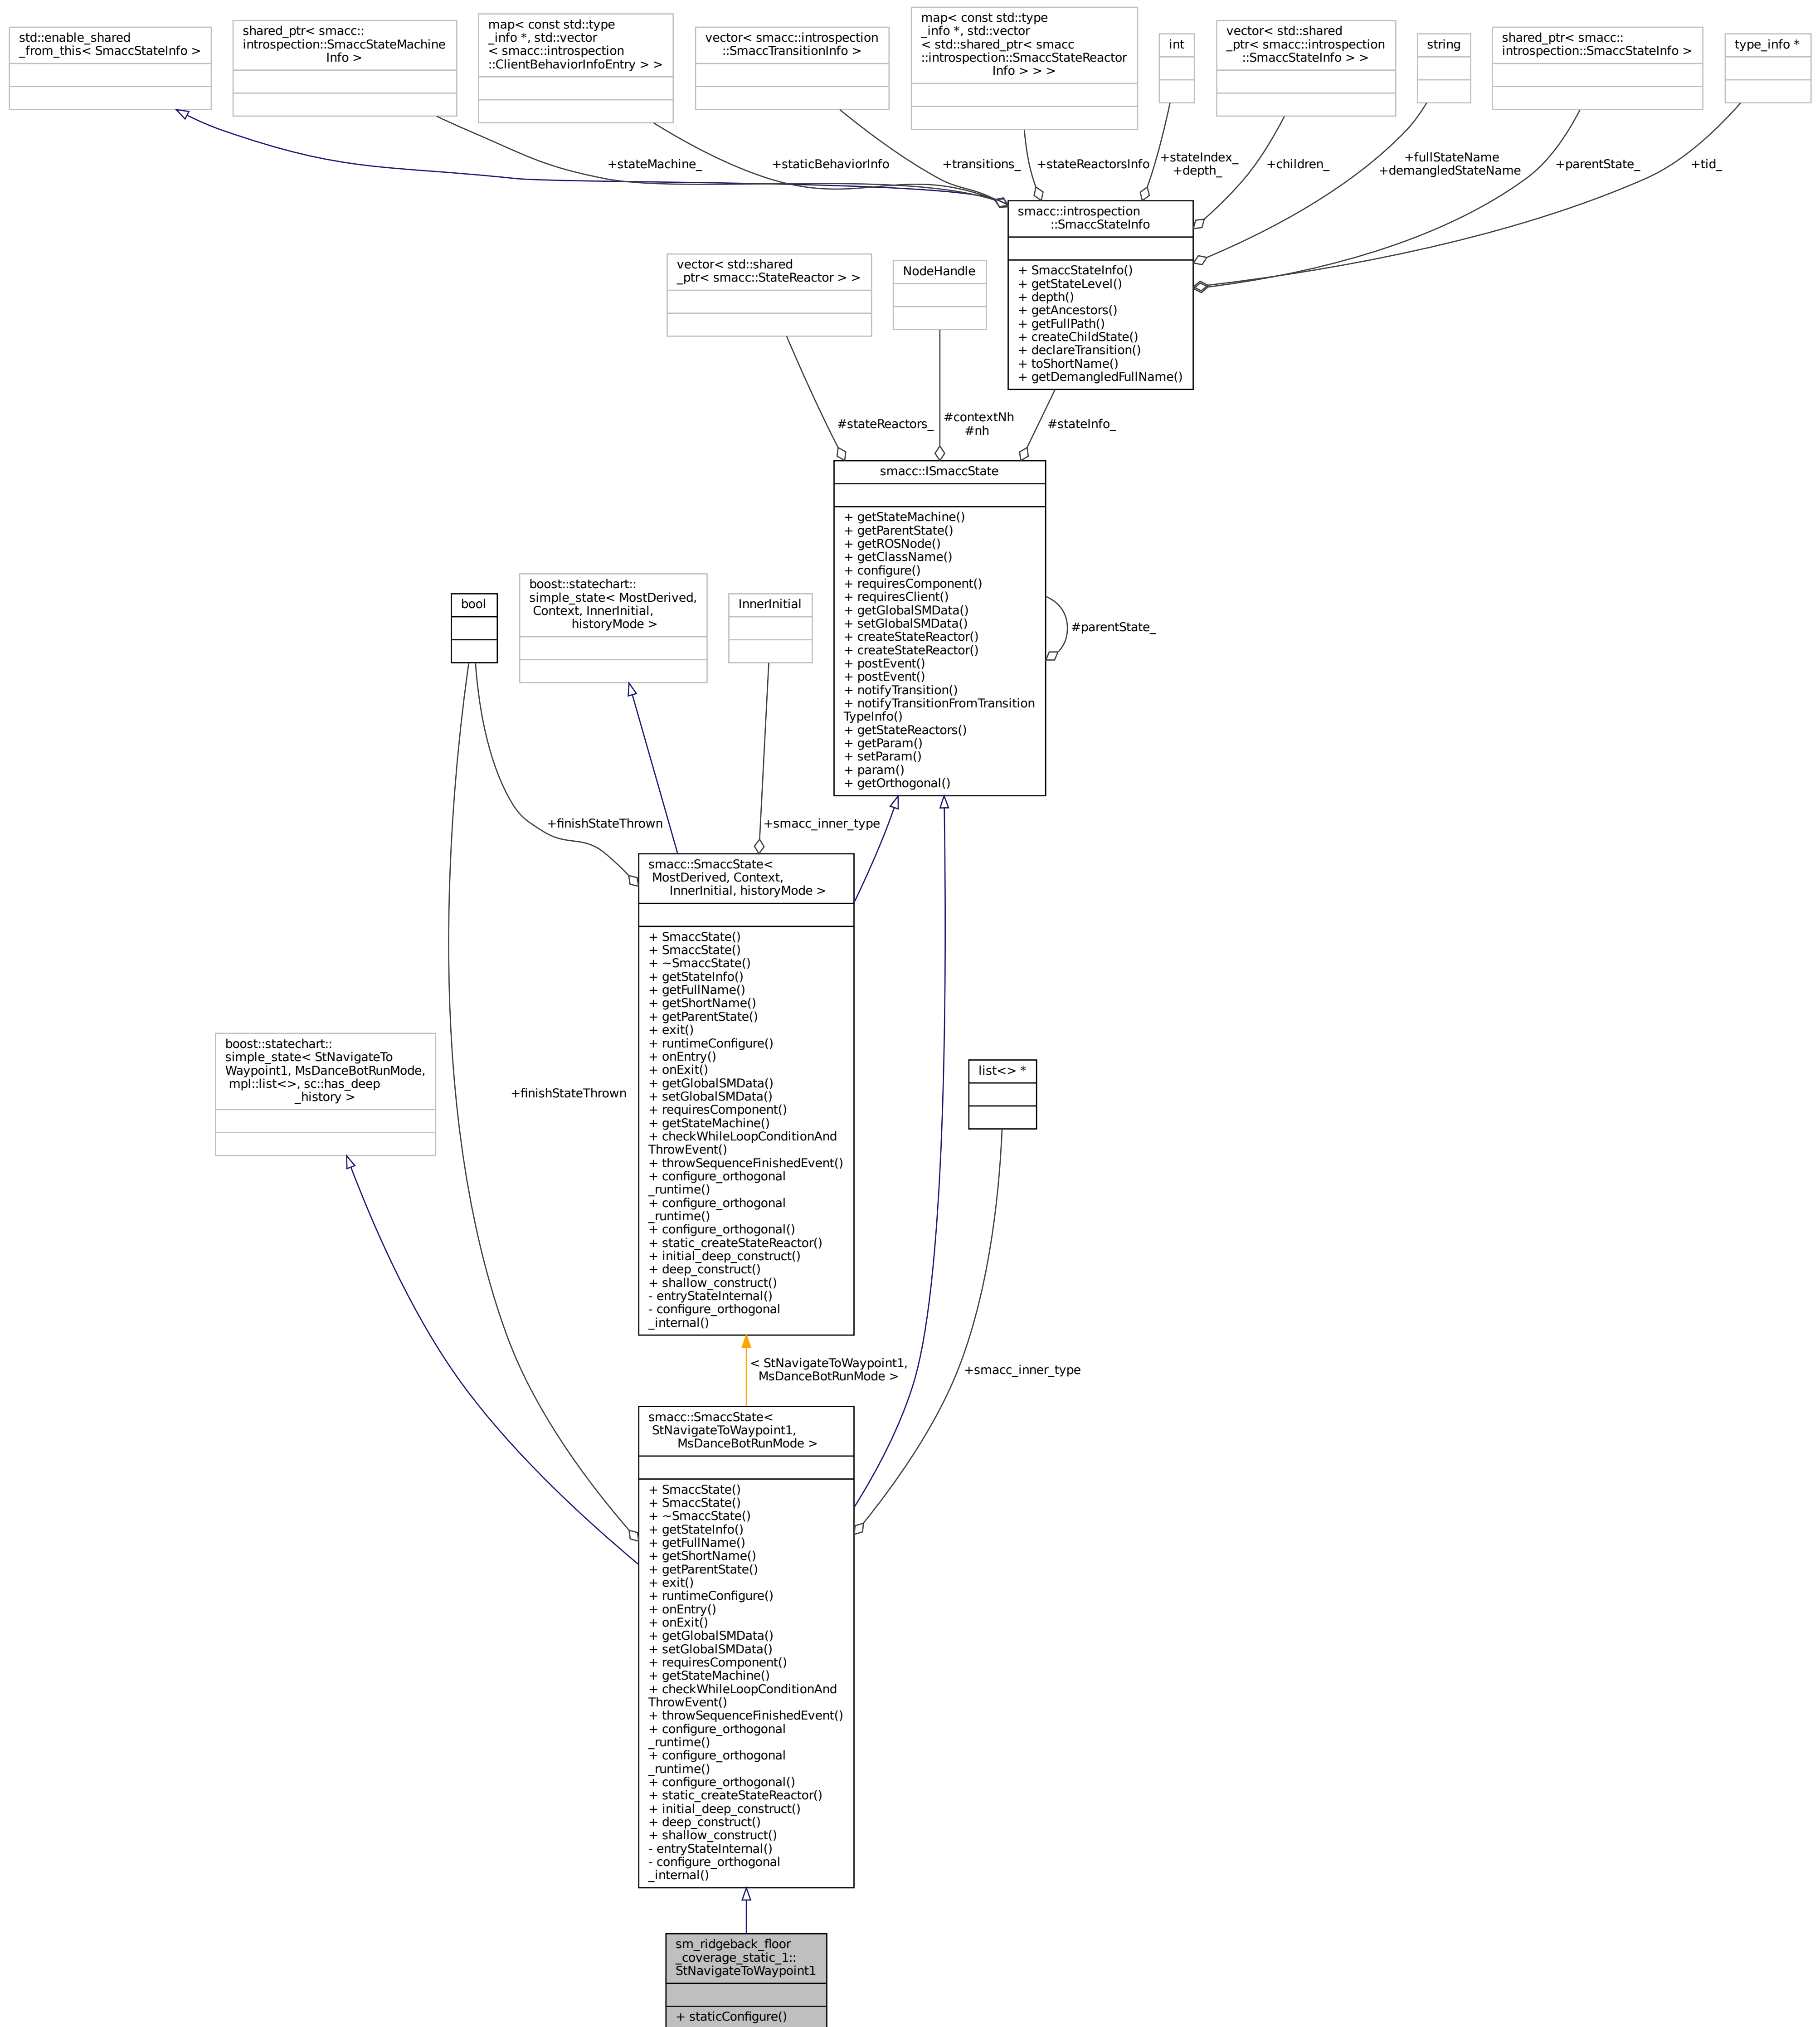 std::enable_shared
_from_this< SmaccStateInfo >
shared_ptr< smacc::
introspection::SmaccStateMachine
Info >
map< const std::type
_info *, std::vector
< smacc::introspection
::ClientBehaviorInfoEntry > >
vector< smacc::introspection
::SmaccTransitionInfo >
map< const std::type
_info *, std::vector
< std::shared_ptr< smacc
::introspection::SmaccStateReactor
Info > > >
int
vector< std::shared
_ptr< smacc::introspection
::SmaccStateInfo > >
string
shared_ptr< smacc::
introspection::SmaccStateInfo >
type_info *
+stateMachine_
+staticBehaviorInfo
+transitions_
+stateReactorsInfo
+stateIndex_
+depth_
+children_
+fullStateName
+demangledStateName
+parentState_
+tid_
smacc::introspection
::SmaccStateInfo
+ SmaccStateInfo()
+ getStateLevel()
+ depth()
+ getAncestors()
+ getFullPath()
+ createChildState()
+ declareTransition()
+ toShortName()
+ getDemangledFullName()
vector< std::shared
_ptr< smacc::StateReactor > >
NodeHandle
#stateReactors_
#contextNh
#nh
#stateInfo_
smacc::ISmaccState
+ getStateMachine()
+ getParentState()
+ getROSNode()
+ getClassName()
+ configure()
+ requiresComponent()
+ requiresClient()
+ getGlobalSMData()
+ setGlobalSMData()
+ createStateReactor()
+ createStateReactor()
+ postEvent()
+ postEvent()
+ notifyTransition()
+ notifyTransitionFromTransition
TypeInfo()
+ getStateReactors()
+ getParam()
+ setParam()
+ param()
+ getOrthogonal()
#parentState_
bool
boost::statechart::
simple_state< MostDerived,
Context, InnerInitial,
historyMode >
InnerInitial
+finishStateThrown
+smacc_inner_type
smacc::SmaccState<
MostDerived, Context,
InnerInitial, historyMode >
+ SmaccState()
+ SmaccState()
+ ~SmaccState()
+ getStateInfo()
+ getFullName()
+ getShortName()
+ getParentState()
+ exit()
+ runtimeConfigure()
+ onEntry()
+ onExit()
+ getGlobalSMData()
+ setGlobalSMData()
+ requiresComponent()
+ getStateMachine()
+ checkWhileLoopConditionAnd
ThrowEvent()
+ throwSequenceFinishedEvent()
+ configure_orthogonal
_runtime()
+ configure_orthogonal
_runtime()
+ configure_orthogonal()
+ static_createStateReactor()
+ initial_deep_construct()
+ deep_construct()
+ shallow_construct()
- entryStateInternal()
- configure_orthogonal
_internal()
boost::statechart::
simple_state< StNavigateTo
Waypoint1, MsDanceBotRunMode,
mpl::list<>, sc::has_deep
_history >
+finishStateThrown
list<> *
< StNavigateToWaypoint1,
MsDanceBotRunMode >
+smacc_inner_type
smacc::SmaccState<
StNavigateToWaypoint1,
MsDanceBotRunMode >
+ SmaccState()
+ SmaccState()
+ ~SmaccState()
+ getStateInfo()
+ getFullName()
+ getShortName()
+ getParentState()
+ exit()
+ runtimeConfigure()
+ onEntry()
+ onExit()
+ getGlobalSMData()
+ setGlobalSMData()
+ requiresComponent()
+ getStateMachine()
+ checkWhileLoopConditionAnd
ThrowEvent()
+ throwSequenceFinishedEvent()
+ configure_orthogonal
_runtime()
+ configure_orthogonal
_runtime()
+ configure_orthogonal()
+ static_createStateReactor()
+ initial_deep_construct()
+ deep_construct()
+ shallow_construct()
- entryStateInternal()
- configure_orthogonal
_internal()
sm_ridgeback_floor
_coverage_static_1::
StNavigateToWaypoint1
+ staticConfigure()